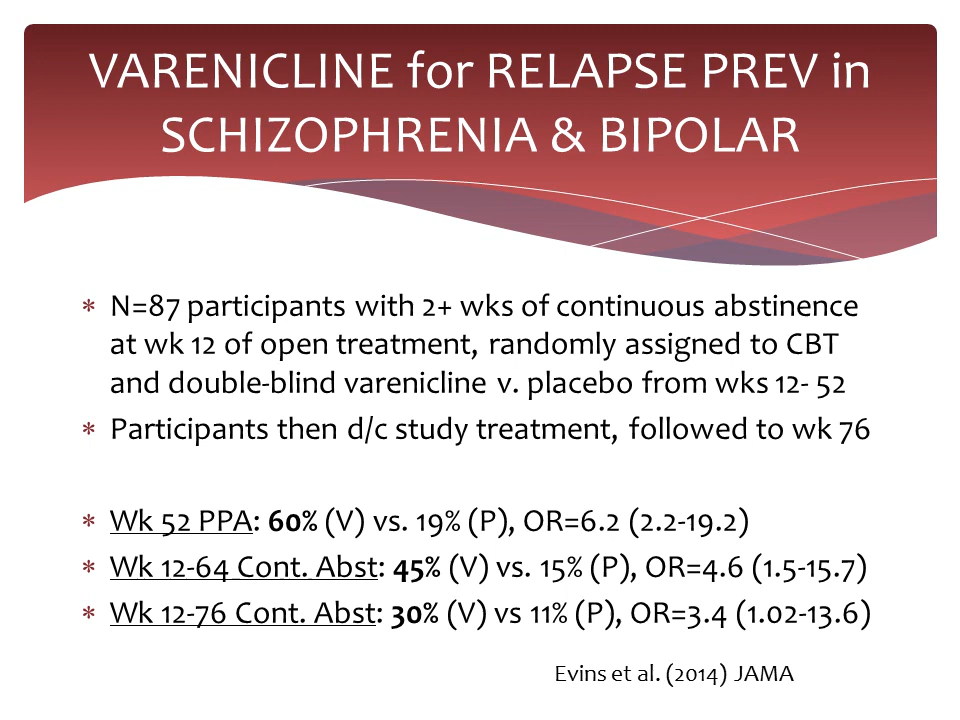 VARENICLINE for RELAPSE PREV in
SCHIZOPHRENIA & BIPOLAR
* N=87 participants with 2+ wks of continuous abstinence
at wk 12 of open treatment, randomly assigned to CBT
and double-blind varenicline v. placebo from wks 12- 52
* Participants then d/c study treatment, followed to wk 76
* Wk 52 PPA: 60% (V) vs. 19% (P), OR=6.2 (2.2-19.2)
* Wk 12-64 Cont. Abst: 45% (V) vs. 15% (P), OR=4.6 (1.5-15.7)
* Wk 12-76 Cont. Abst: 30% (V) vs 11% (P), OR=3.4 (1.02-13.6)
Evins et al. (2014) JAMA